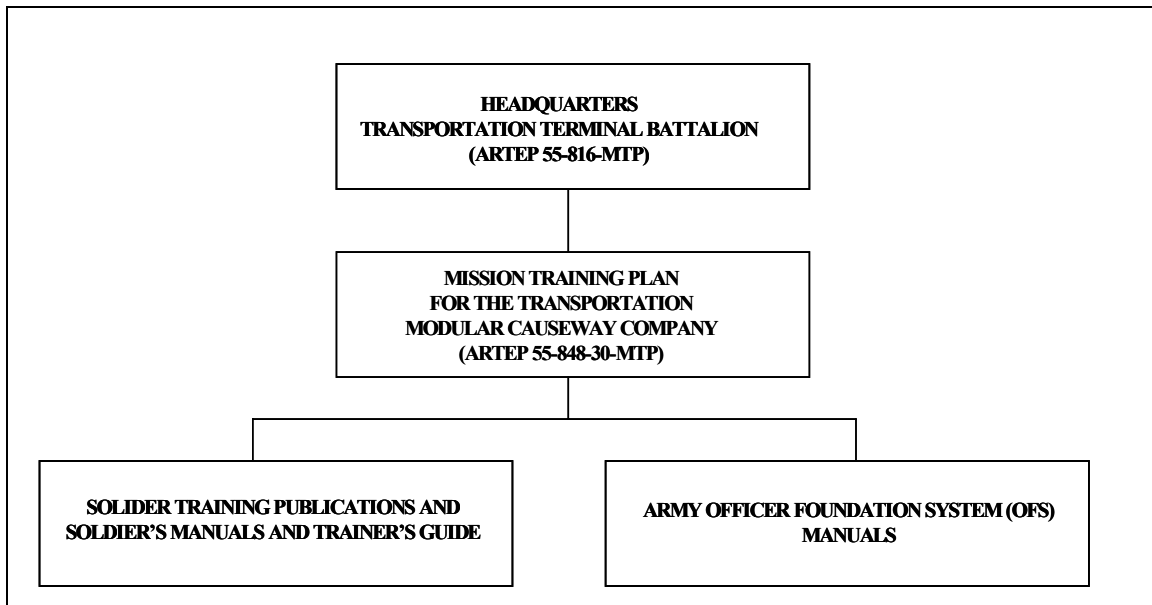 HEADQUARTERS
TRANSPORTATION TERMINAL BATTALION
(ARTEP 55-816-MTP)
MISSION TRAINING PLAN
FOR THE TRANSPORTATION
MODULAR CAUSEWAY COMPANY
(ARTEP 55-848-30-MTP)
SOLIDER TRAINING PUBLICATIONS AND
SOLDIER'S MANUALS AND TRAINER'S GUIDE
ARMY OFFICER FOUNDATION SYSTEM (OFS)
MANUALS